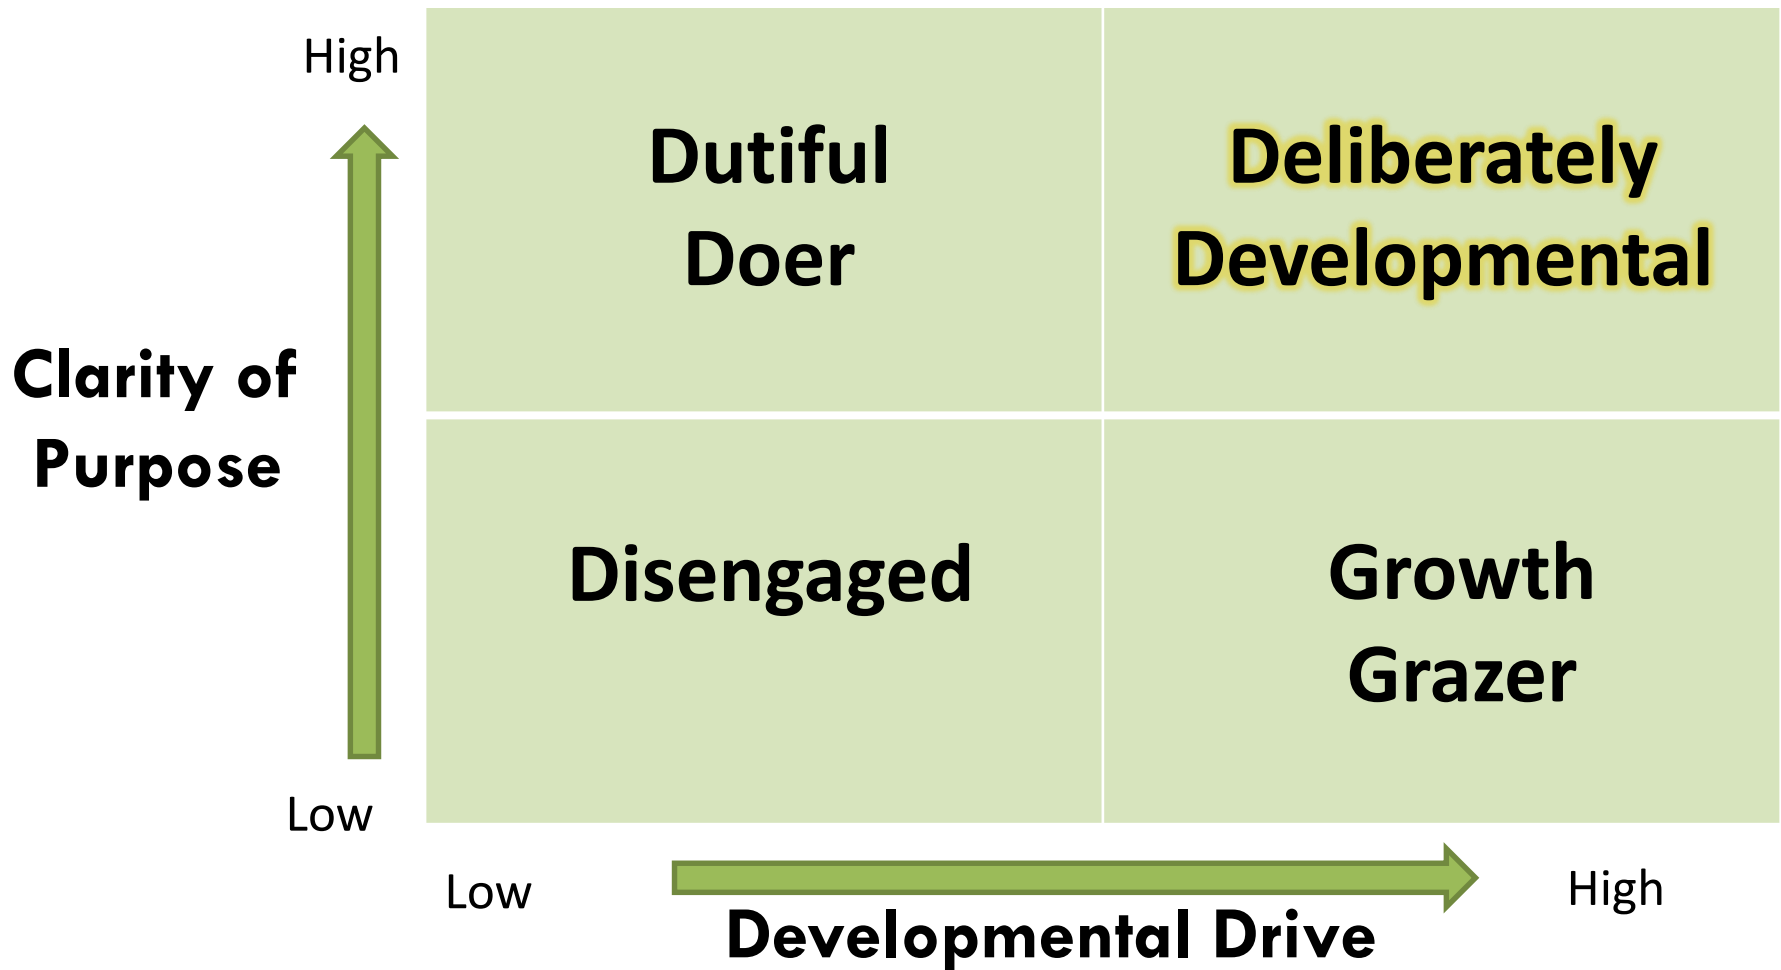 High
Dutiful
Doer
Deliberately
Developmental
Clarity of
Purpose
Disengaged
Growth
Grazer
Low
Low
High
Developmental Drive